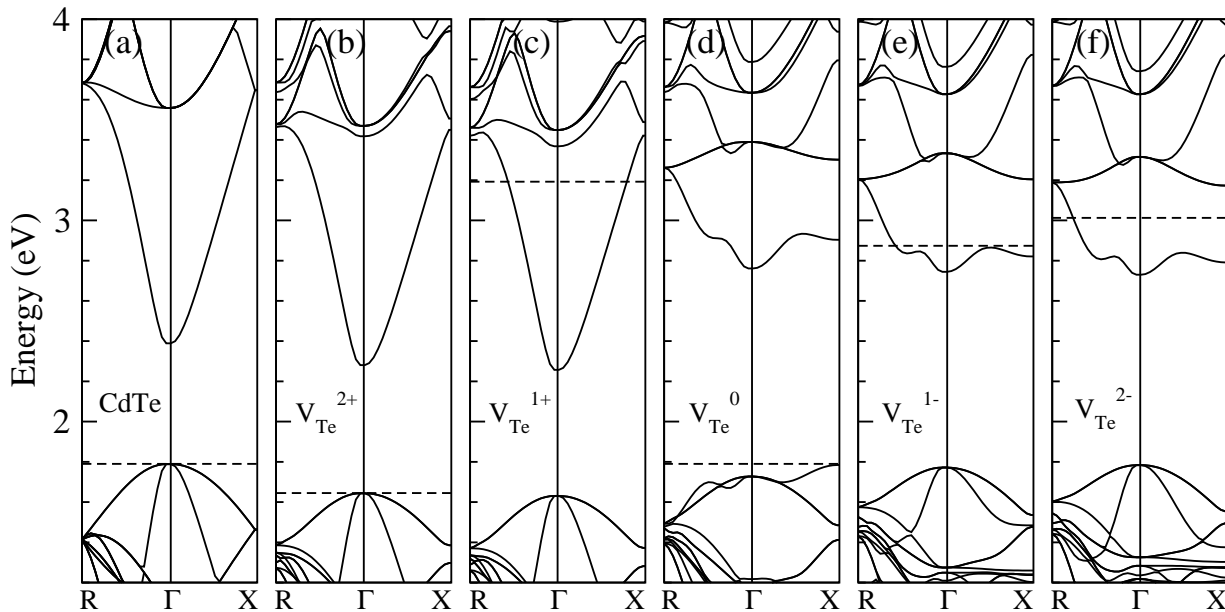 4
(a) (b) (c) (d) (e) (f)
3
Energy (eV)
2
CdTe V_Te^2+ V_Te^1+ V_Te^0 V_Te^1- V_Te^2-
R Γ X R Γ X R Γ X R Γ X R Γ X R Γ X